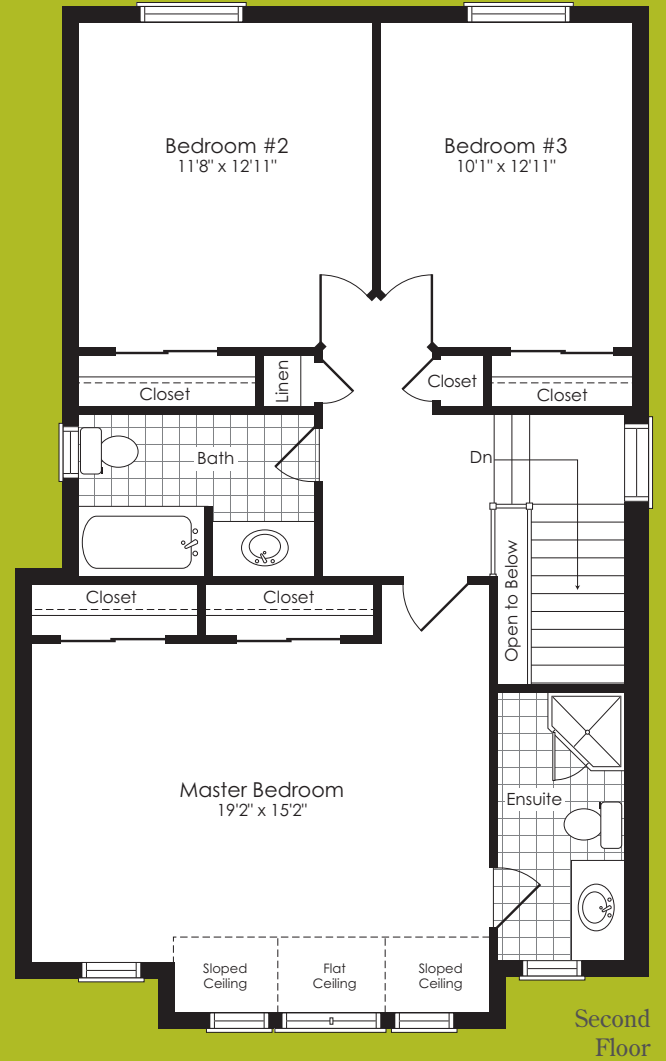 Bedroom #2
11'8" x 12'11"
Bedroom #3
10'1" x 12'11"
Closet
Linen
Closet
Closet
Bath
Dn
Open to Below
Closet
Closet
Master Bedroom
19'2" x 15'2"
Ensuite
Sloped
Ceiling
Flat
Ceiling
Sloped
Ceiling
Second
Floor